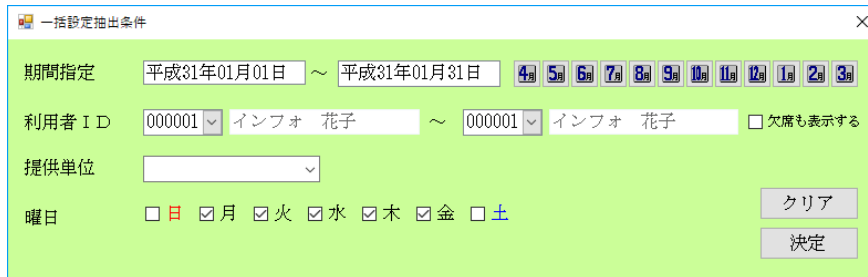 一括設定抽出条件
期間指定 平成31年01月01日 ～ 平成31年01月31日 4月 5月 6月 7月 8月 9月 10月 11月 12月 1月 2月 3月
利用者ＩＤ 000001 インフォ　花子 ～ 000001 インフォ　花子 欠席も表示する
提供単位
曜日 日 月 火 水 木 金 土
クリア
決定